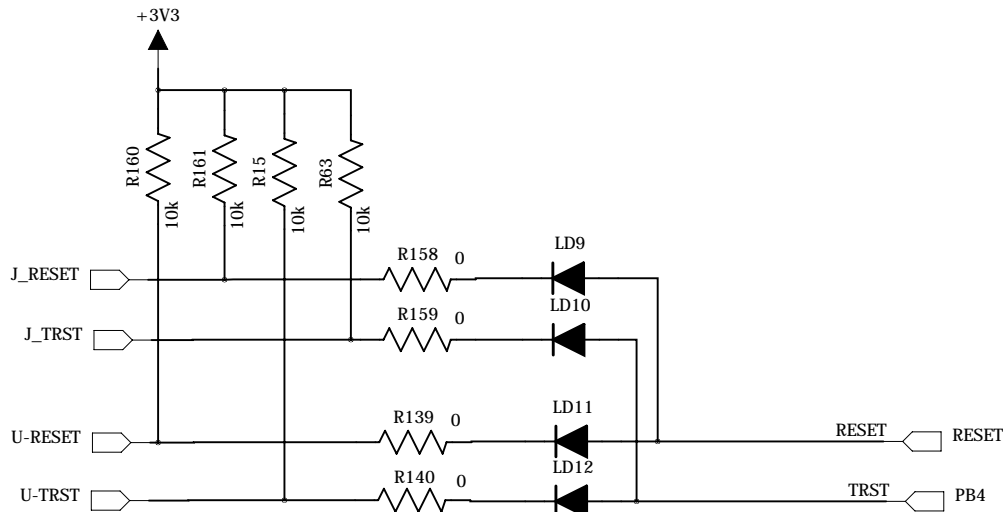 +3V3
R160
10k
R161
10k
R15
10k
R63
10k
J_RESET
R158
0
LD9
J_TRST
R159
0
LD10
U-RESET
R139
0
LD11
RESET
RESET
U-TRST
R140
0
LD12
TRST
PB4